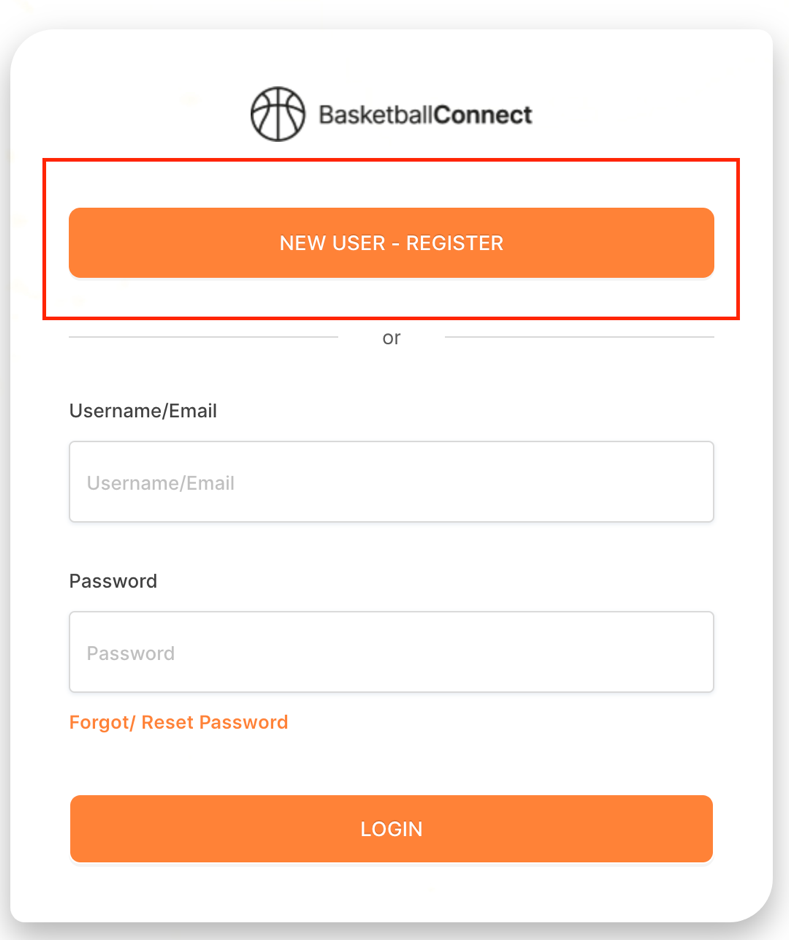 BasketballConnect
NEW USER - REGISTER
or
Username/Email
Username/Email
Password
Password
Forgot/ Reset Password
LOGIN